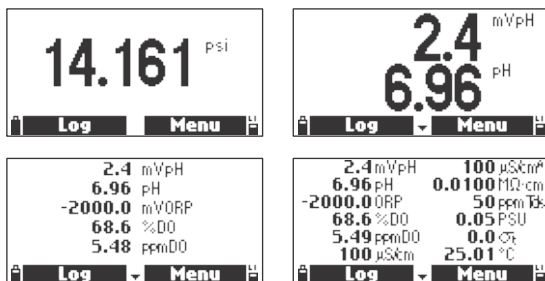 14.161 psi
Log Menu
2.4 mVpH
6.96 pH
Log Menu
2.4 mVpH
6.96 pH
-2000.0 mVORP
68.6 %DO
5.48 ppmDO
Log Menu
2.4 mVpH 100 µS/cmᴬ
6.96 pH 0.0100 MΩ·cm
-2000.0 ORP 50 ppm Tds
68.6 %DO 0.05 PSU
5.49 ppmDO 0.0 σt
100 µS/cm 25.01 °C
Log Menu